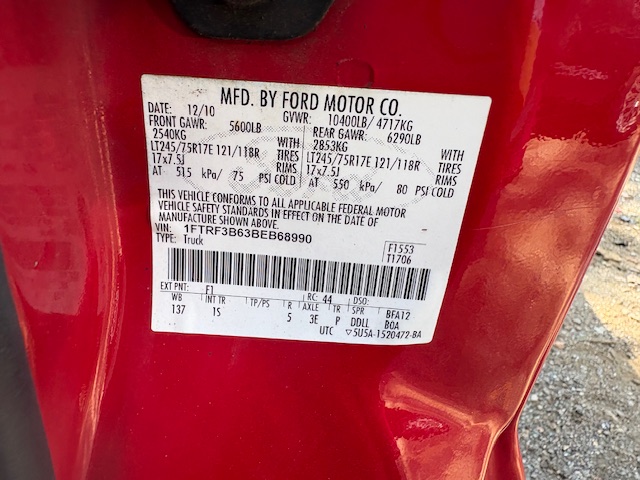 MFD. BY FORD MOTOR CO.
DATE: 12/10 GVWR: 10400LB/ 4717KG
FRONT GAWR: 5600LB REAR GAWR: 6290LB
2540KG WITH 2853KG WITH
LT245/75R17E 121/118R TIRES LT245/75R17E 121/118R TIRES
17x7.5J RIMS 17x7.5J RIMS
AT 515 kPa/ 75 PSI COLD AT 550 kPa/ 80 PSI COLD
THIS VEHICLE CONFORMS TO ALL APPLICABLE FEDERAL MOTOR
VEHICLE SAFETY STANDARDS IN EFFECT ON THE DATE OF
MANUFACTURE SHOWN ABOVE.
VIN: 1FTRF3B63BEB68990
TYPE: Truck
F1553
T1706
EXT PNT: F1 RC: 44 DSO:
WB INT TR TP/PS R AXLE TR SPR BFA12
137 1S 5 3E P DDLL BOA
UTC ▽5U5A-1520472-BA